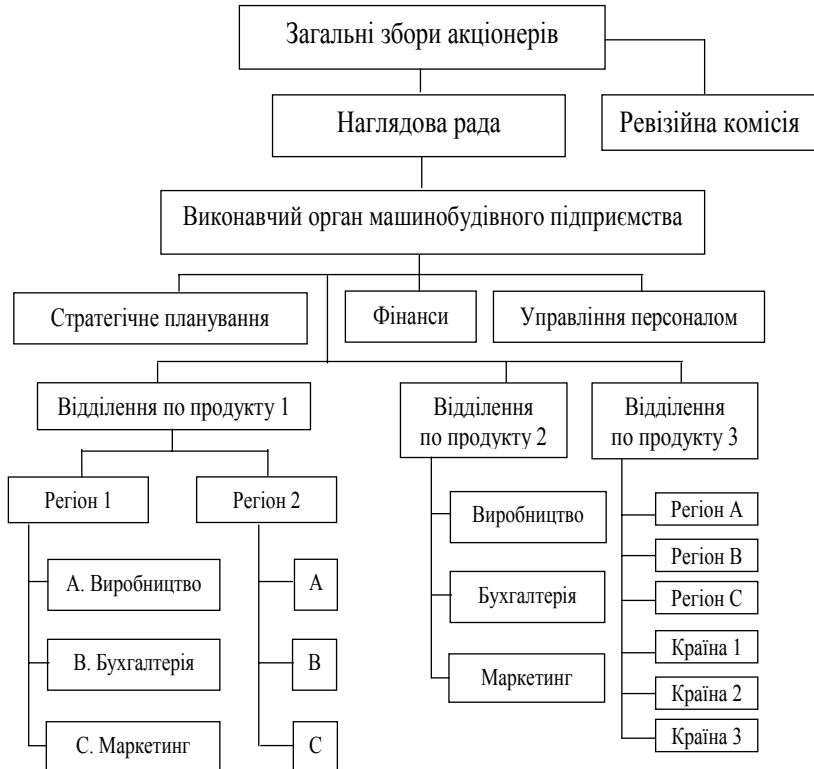 Загальні збори акціонерів
Наглядова рада
Ревізійна комісія
Виконавчий орган машинобудівного підприємства
Стратегічне планування
Фінанси
Управління персоналом
Відділення по продукту 1
Відділення
по продукту 2
Відділення
по продукту 3
Регіон 1
Регіон 2
А. Виробництво
В. Бухгалтерія
С. Маркетинг
А
В
С
Виробництво
Бухгалтерія
Маркетинг
Регіон А
Регіон В
Регіон С
Країна 1
Країна 2
Країна 3